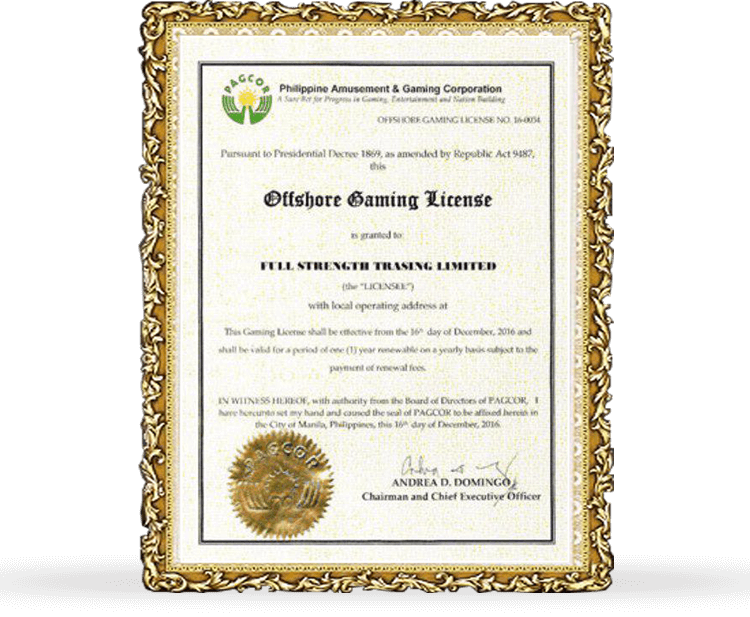 PAGCOR
Philippine Amusement & Gaming Corporation
A Sure Bet for Progress in Gaming, Entertainment and Nation Building
OFFSHORE GAMING LICENSE NO. 16-0034
Pursuant to Presidential Decree 1869, as amended by Republic Act 9487,
this
Offshore Gaming License
is granted to:
FULL STRENGTH TRASING LIMITED
(the "LICENSEE")
with local operating address at
This Gaming License shall be effective from the 16th day of December, 2016 and
shall be valid for a period of one (1) year renewable on a yearly basis subject to the
payment of renewal fees.
IN WITNESS HEREOF, with authority from the Board of Directors of PAGCOR, I
have hereunto set my hand and caused the seal of PAGCOR to be affixed herein in
the City of Manila, Philippines, this 16th day of December, 2016.
PAGCOR
ANDREA D. DOMINGO
Chairman and Chief Executive Officer